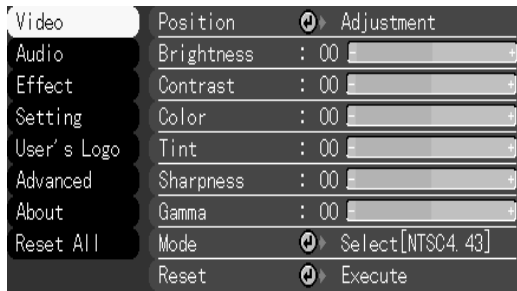 Video
Audio
Effect
Setting
User's Logo
Advanced
About
Reset All
Position Adjustment
Brightness : 00 - +
Contrast : 00 - +
Color : 00 - +
Tint : 00 - +
Sharpness : 00 - +
Gamma : 00 - +
Mode Select[NTSC4.43]
Reset Execute